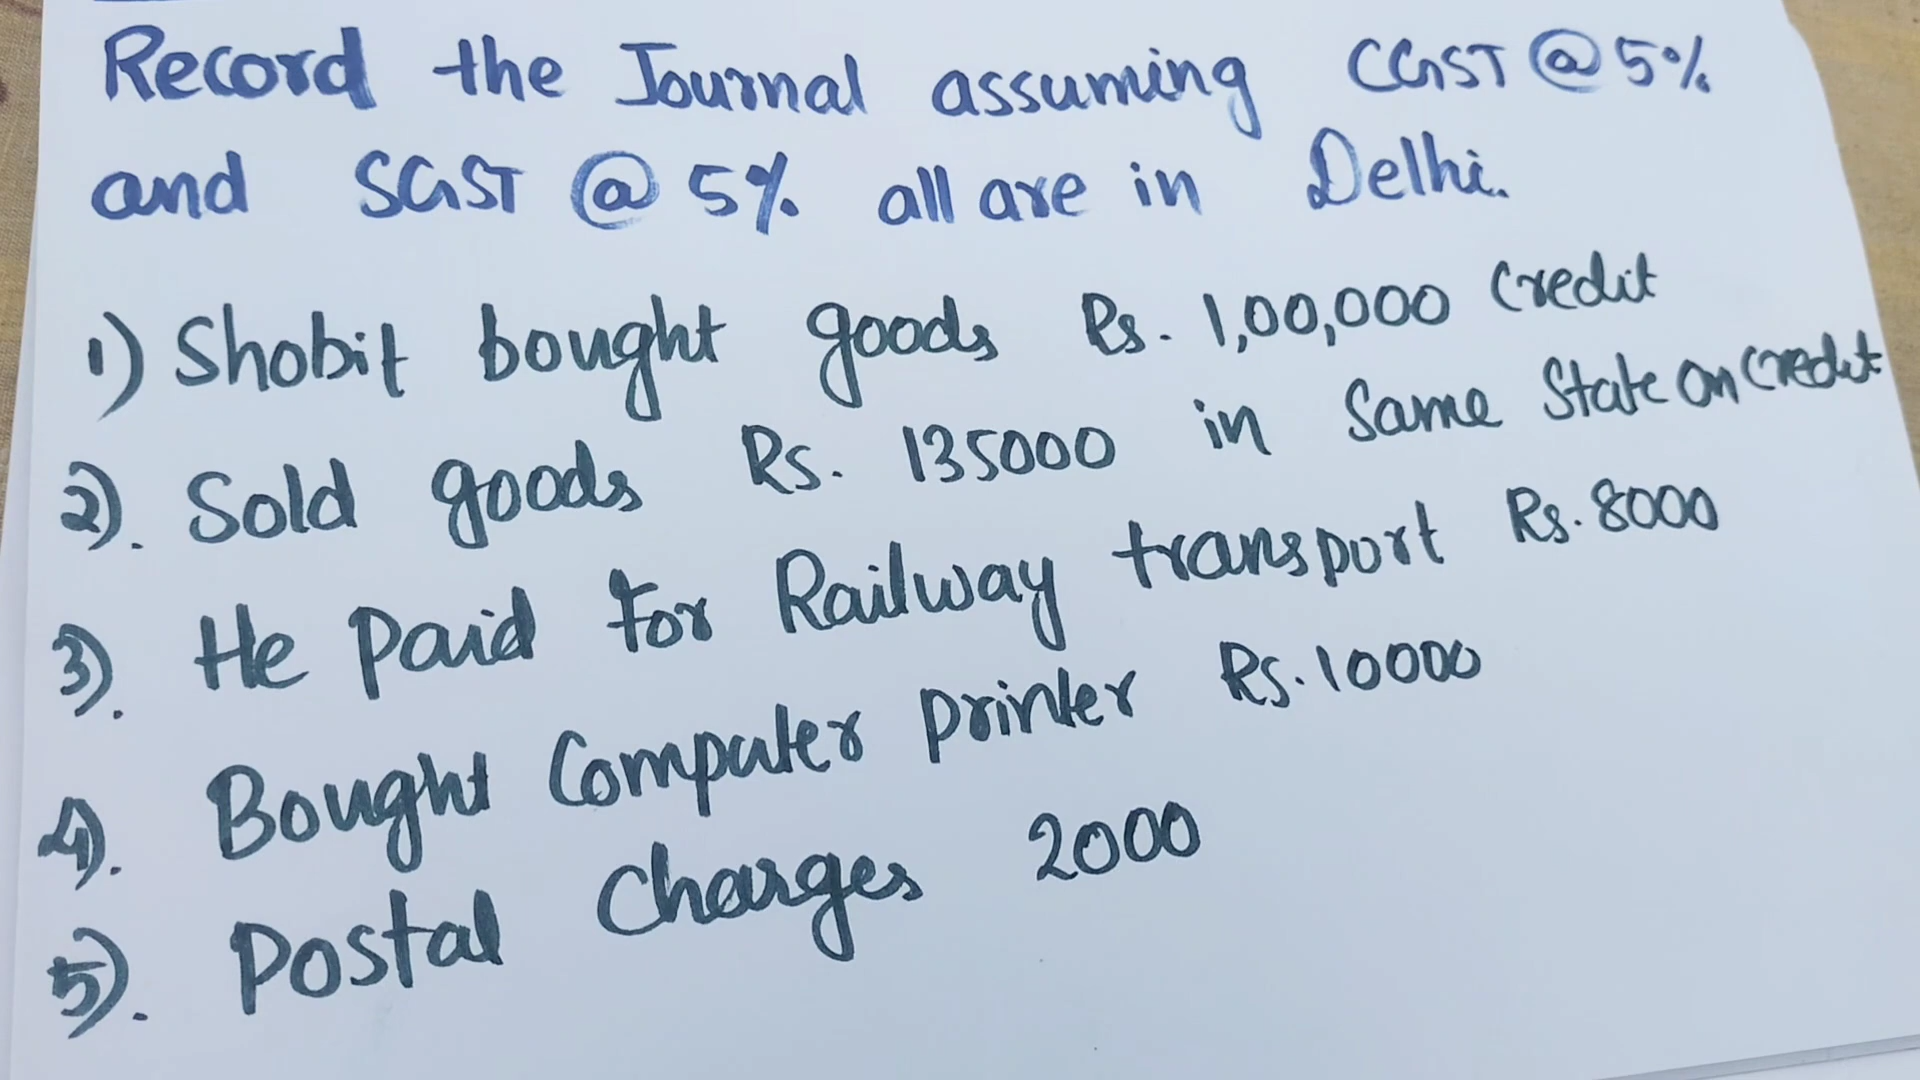 Record the Journal assuming CGST @ 5%
and SGST @ 5% all are in Delhi.
1) Shobit bought goods Rs. 1,00,000 Credit
2). Sold goods Rs. 135000 in Same State on Credit
3). He paid for Railway transport Rs. 8000
4). Bought Computer printer Rs. 10000
5). Postal Charges 2000